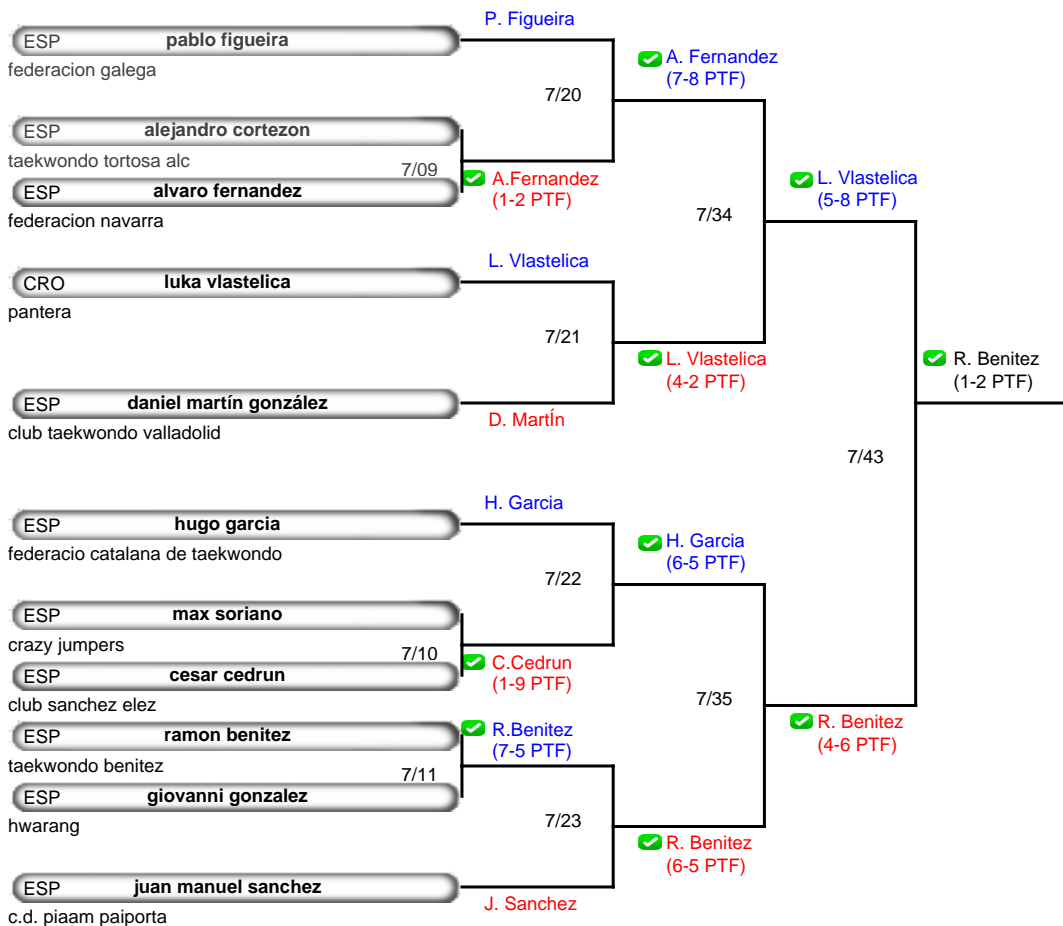 P. Figueira
ESP pablo figueira
federacion galega
A. Fernandez
(7-8 PTF)
7/20
ESP alejandro cortezon
taekwondo tortosa alc
7/09
A.Fernandez
(1-2 PTF)
ESP alvaro fernandez
federacion navarra
L. Vlastelica
(5-8 PTF)
7/34
L. Vlastelica
CRO luka vlastelica
pantera
7/21
L. Vlastelica
(4-2 PTF)
R. Benitez
(1-2 PTF)
ESP daniel martín gonzález
club taekwondo valladolid
D. MartÍn
7/43
H. Garcia
ESP hugo garcia
federacio catalana de taekwondo
H. Garcia
(6-5 PTF)
7/22
ESP max soriano
crazy jumpers
7/10
C.Cedrun
(1-9 PTF)
ESP cesar cedrun
club sanchez elez
7/35
R. Benitez
(4-6 PTF)
ESP ramon benitez
taekwondo benitez
R.Benitez
(7-5 PTF)
7/11
ESP giovanni gonzalez
hwarang
7/23
R. Benitez
(6-5 PTF)
ESP juan manuel sanchez
c.d. piaam paiporta
J. Sanchez